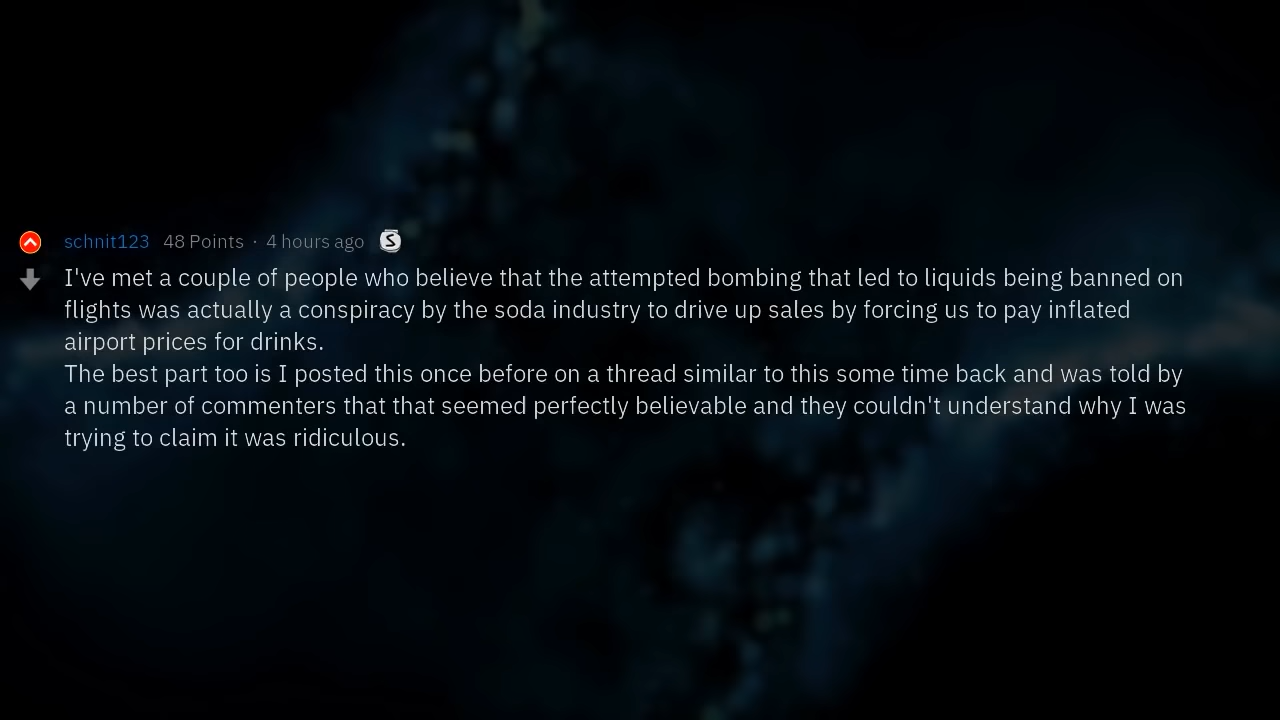 schnit123 48 Points · 4 hours ago S
I've met a couple of people who believe that the attempted bombing that led to liquids being banned on
flights was actually a conspiracy by the soda industry to drive up sales by forcing us to pay inflated
airport prices for drinks.
The best part too is I posted this once before on a thread similar to this some time back and was told by
a number of commenters that that seemed perfectly believable and they couldn't understand why I was
trying to claim it was ridiculous.